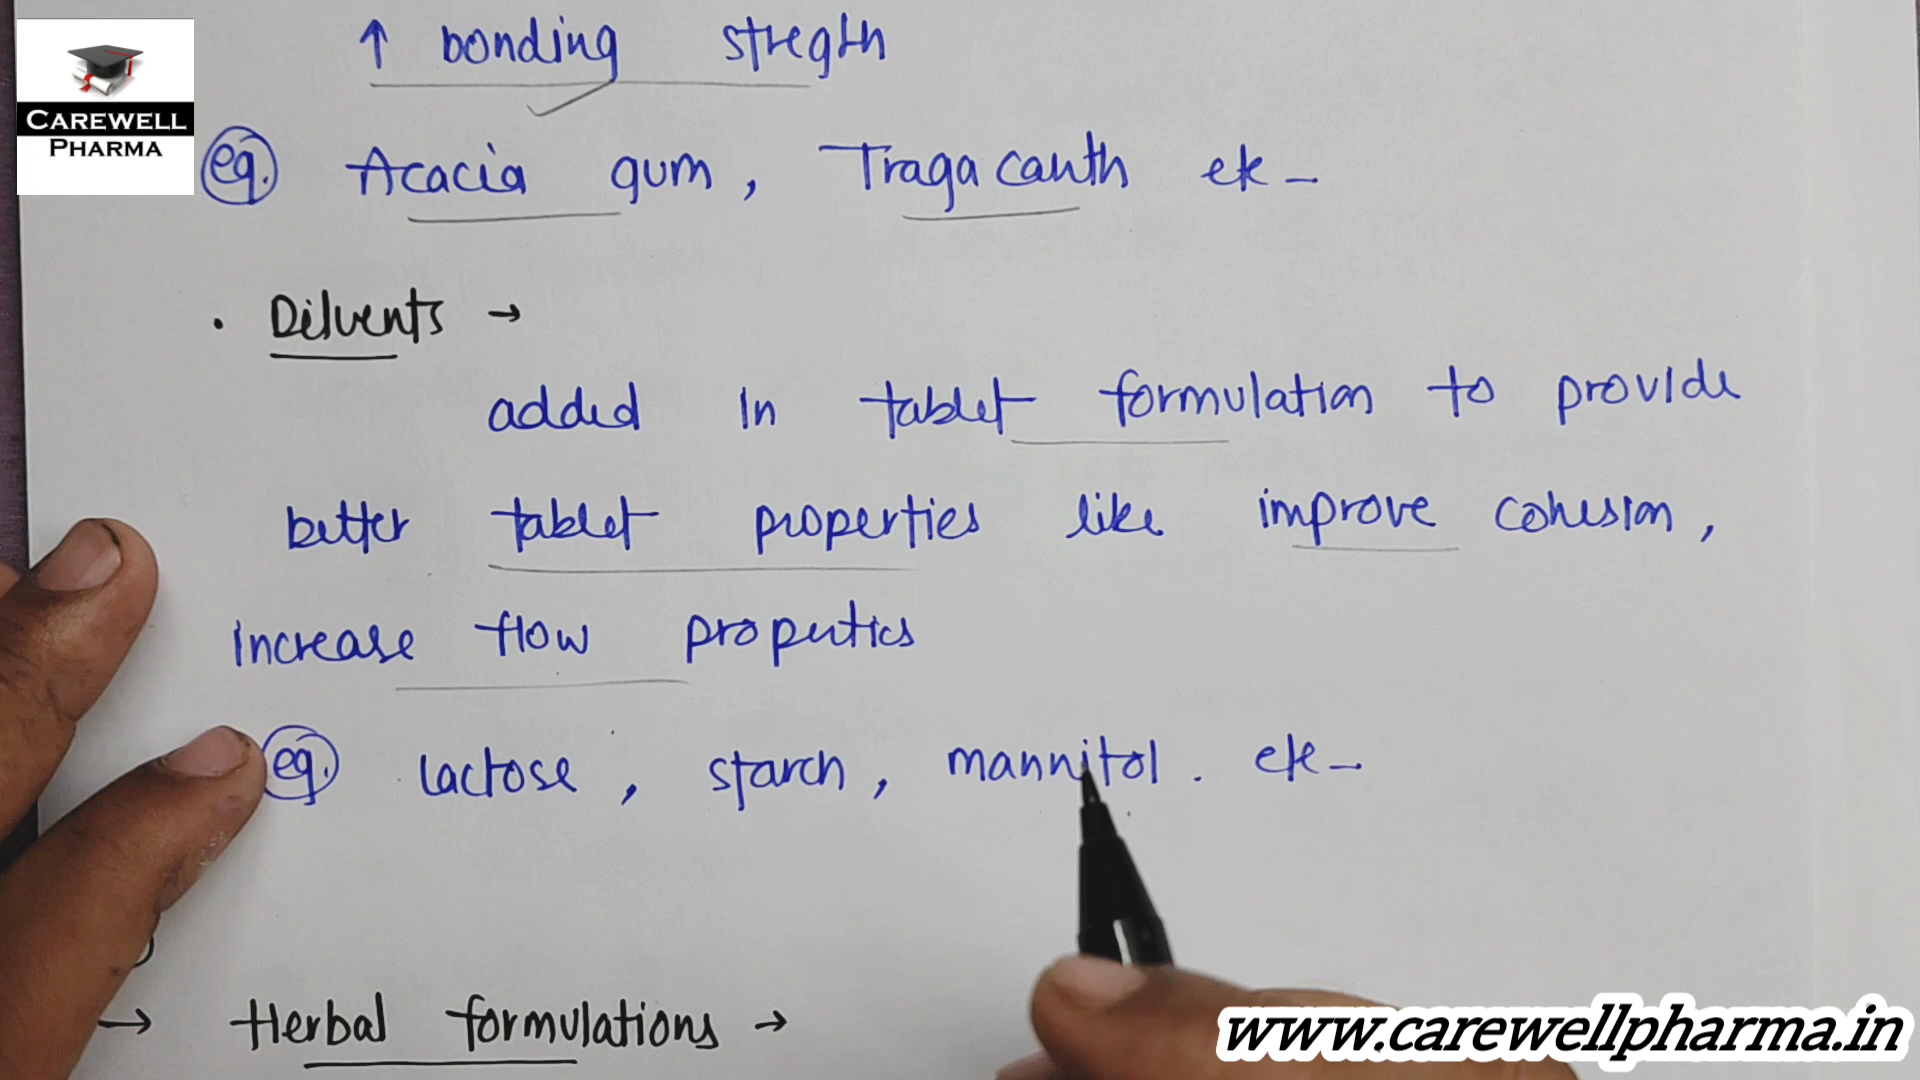 ↑ bonding stregth
CAREWELL
PHARMA
eg. Acacia gum, Tragacanth etc -
. Diluents →
added in tablet formulation to provide
better tablet properties like improve cohesion,
increase flow properties
eg. Lactose, starch, mannitol. etc -
→ Herbal formulations →
www.carewellpharma.in